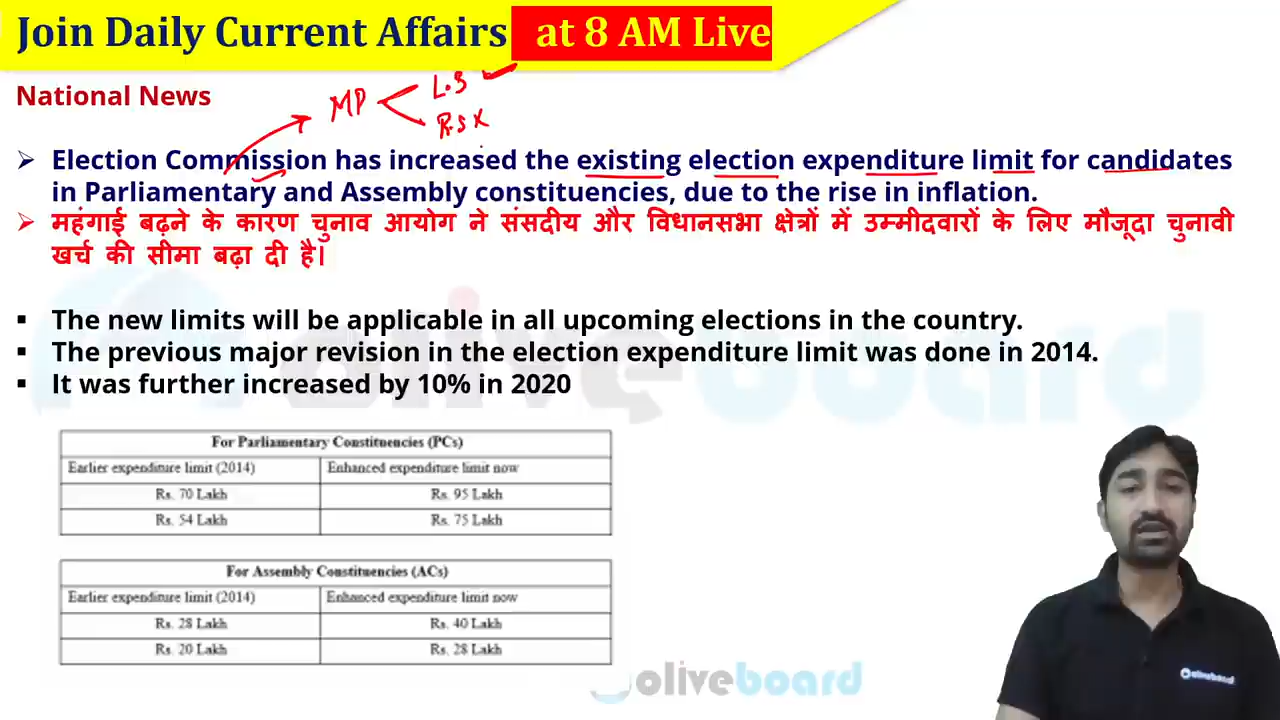 Join Daily Current Affairs at 8 AM Live
National News
MP
L.S
R.S X
Election Commission has increased the existing election expenditure limit for candidates
in Parliamentary and Assembly constituencies, due to the rise in inflation.
महंगाई बढ़ने के कारण चुनाव आयोग ने संसदीय और विधानसभा क्षेत्रों में उम्मीदवारों के लिए मौजूदा चुनावी
खर्च की सीमा बढ़ा दी है।
The new limits will be applicable in all upcoming elections in the country.
The previous major revision in the election expenditure limit was done in 2014.
It was further increased by 10% in 2020
For Parliamentary Constituencies (PCs)
Earlier expenditure limit (2014) Enhanced expenditure limit now
Rs. 70 Lakh Rs. 95 Lakh
Rs. 54 Lakh Rs. 75 Lakh
For Assembly Constituencies (ACs)
Earlier expenditure limit (2014) Enhanced expenditure limit now
Rs. 28 Lakh Rs. 40 Lakh
Rs. 20 Lakh Rs. 28 Lakh
oliveboard
oliveboard
oliveboard